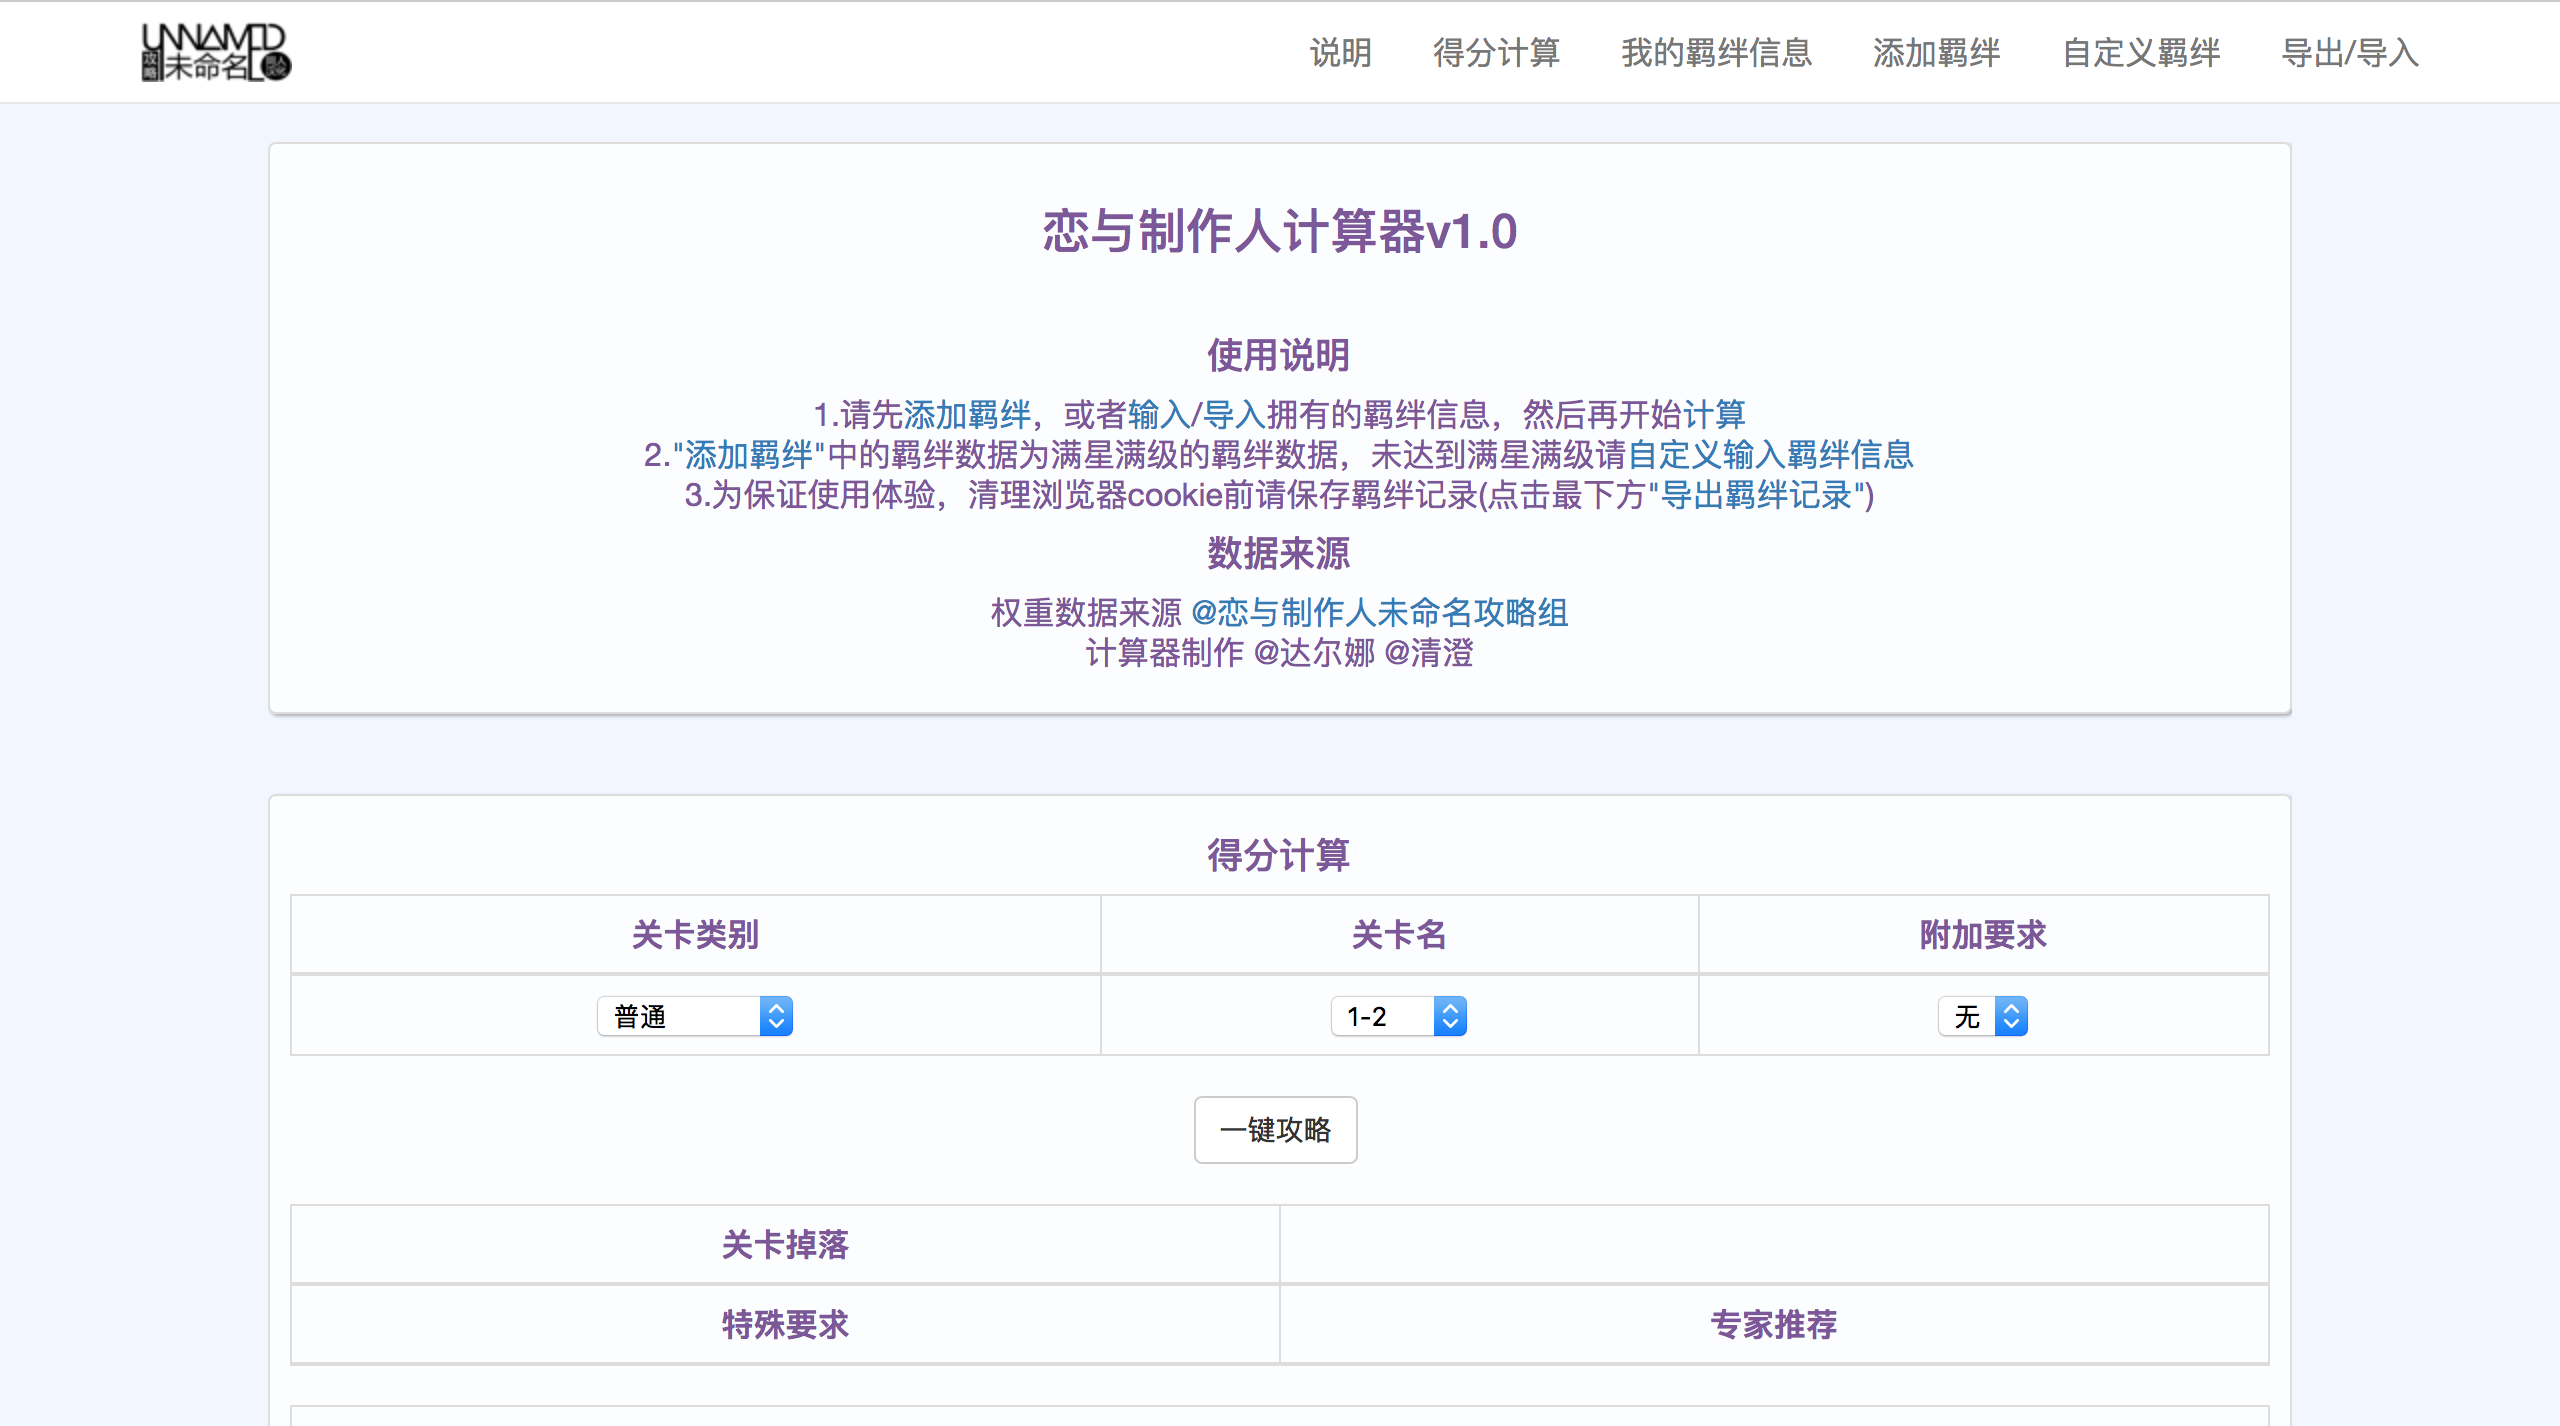 UNNAMED
攻略 未命名
说明 得分计算 我的羁绊信息 添加羁绊 自定义羁绊 导出/导入
恋与制作人计算器v1.0
使用说明
1.请先添加羁绊，或者输入/导入拥有的羁绊信息，然后再开始计算
2."添加羁绊"中的羁绊数据为满星满级的羁绊数据，未达到满星满级请自定义输入羁绊信息
3.为保证使用体验，清理浏览器cookie前请保存羁绊记录(点击最下方"导出羁绊记录")
数据来源
权重数据来源 @恋与制作人未命名攻略组
计算器制作 @达尔娜 @清澄
得分计算
关卡类别 关卡名 附加要求
普通 1-2 无
一键攻略
关卡掉落
特殊要求 专家推荐